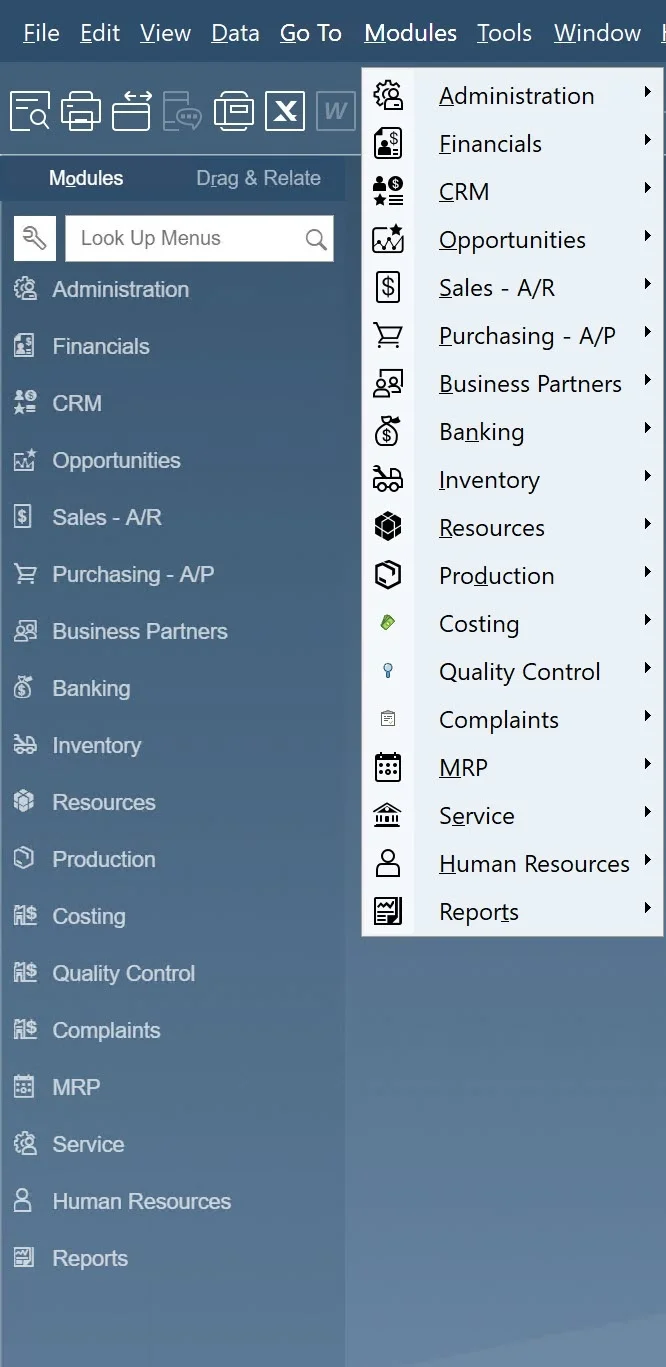 File Edit View Data Go To Modules Tools Window
Modules Drag & Relate
Look Up Menus
Administration
Financials
CRM
Opportunities
Sales - A/R
Purchasing - A/P
Business Partners
Banking
Inventory
Resources
Production
Costing
Quality Control
Complaints
MRP
Service
Human Resources
Reports
Administration
Financials
CRM
Opportunities
Sales - A/R
Purchasing - A/P
Business Partners
Banking
Inventory
Resources
Production
Costing
Quality Control
Complaints
MRP
Service
Human Resources
Reports